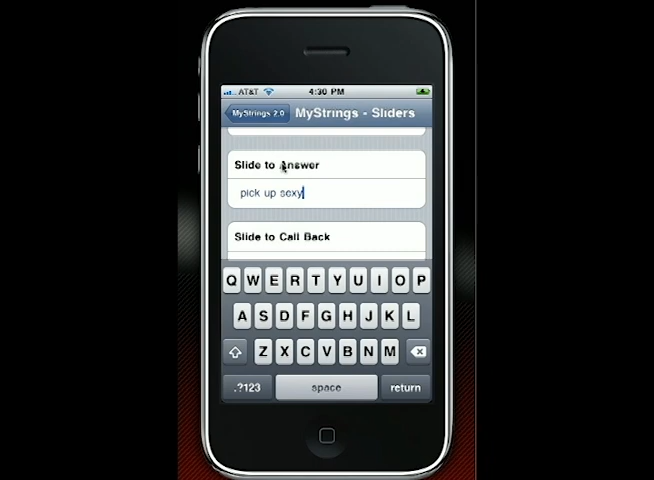 AT&T 4:30 PM
MyStrings 2.0 MyStrings - Sliders
Slide to Answer
pick up sexy
Slide to Call Back
Q W E R T Y U I O P
A S D F G H J K L
Z X C V B N M
.?123 space return